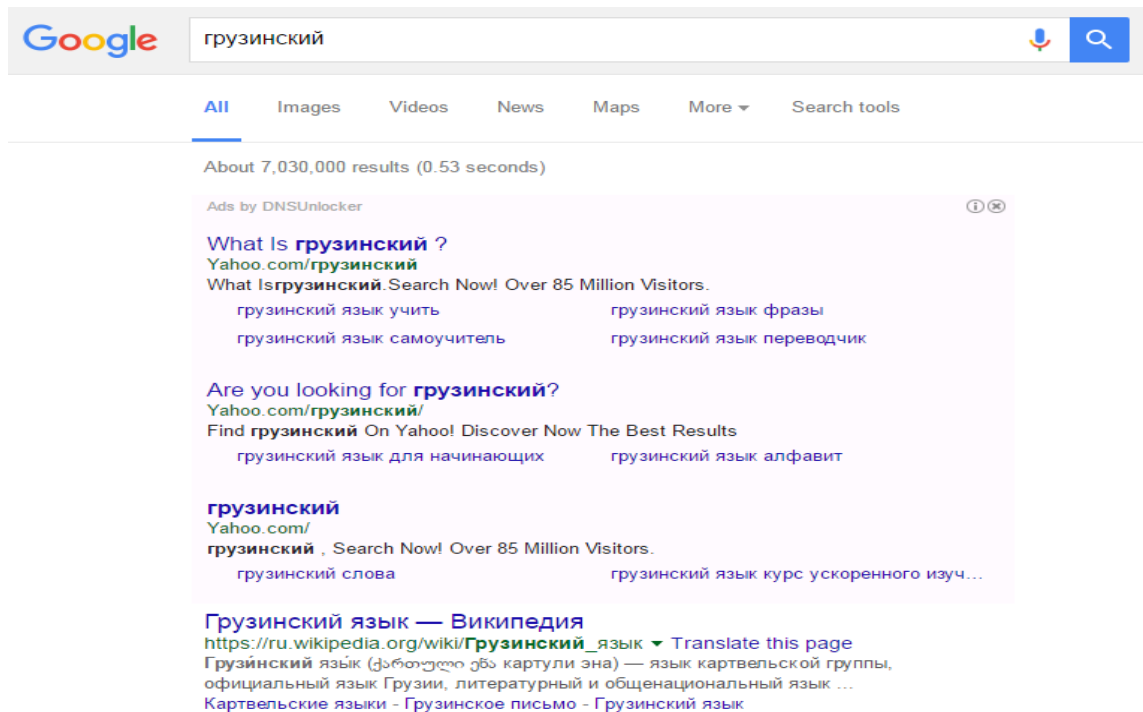 Google
грузинский
All Images Videos News Maps More Search tools
About 7,030,000 results (0.53 seconds)
Ads by DNSUnlocker
What Is грузинский ?
Yahoo.com/грузинский
What Isгрузинский.Search Now! Over 85 Million Visitors.
грузинский язык учить грузинский язык фразы
грузинский язык самоучитель грузинский язык переводчик
Are you looking for грузинский?
Yahoo.com/грузинский/
Find грузинский On Yahoo! Discover Now The Best Results
грузинский язык для начинающих грузинский язык алфавит
грузинский
Yahoo.com/
грузинский , Search Now! Over 85 Million Visitors.
грузинский слова грузинский язык курс ускоренного изуч...
Грузинский язык — Википедия
https://ru.wikipedia.org/wiki/Грузинский_язык Translate this page
Грузи́нский язы́к (ქართული ენა картули эна) — язык картвельской группы,
официальный язык Грузии, литературный и общенациональный язык ...
Картвельские языки - Грузинское письмо - Грузинский язык